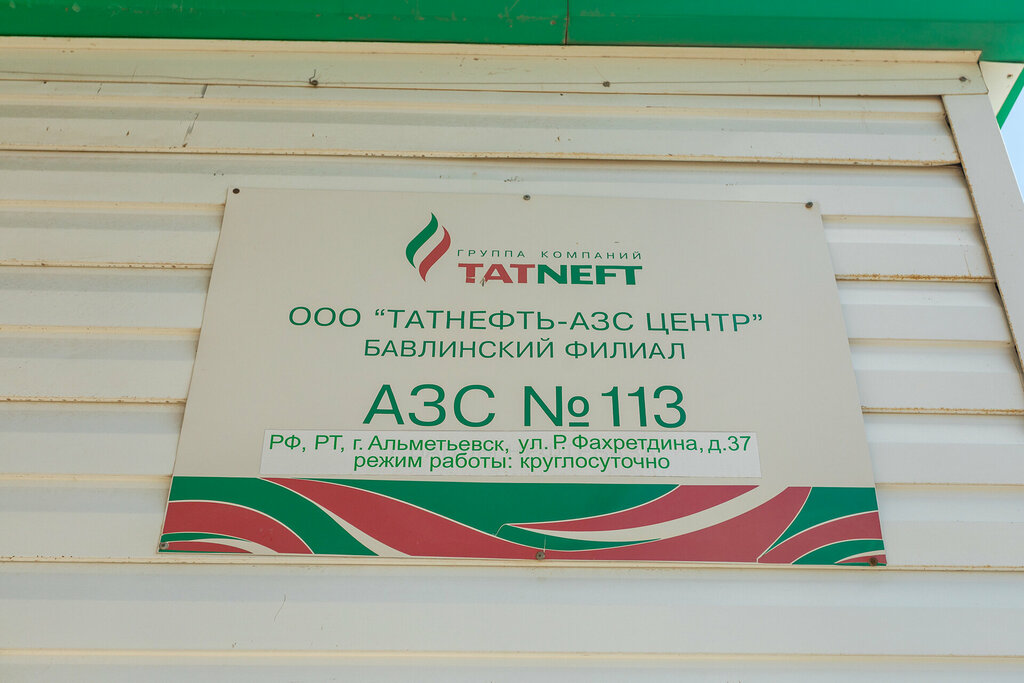 ГРУППА КОМПАНИЙ
TATNEFT
ООО “ТАТНЕФТЬ-АЗС ЦЕНТР”
БАВЛИНСКИЙ ФИЛИАЛ
АЗС №113
РФ, РТ, г. Альметьевск, ул. Р. Фахретдина, д.37
режим работы: круглосуточно